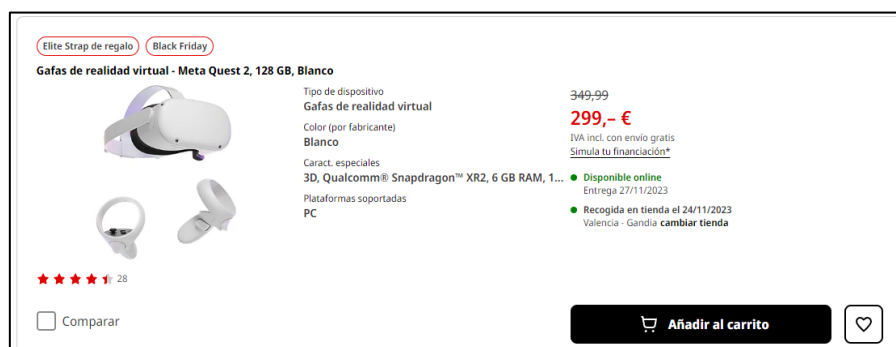 Elite Strap de regalo
Black Friday
Gafas de realidad virtual - Meta Quest 2, 128 GB, Blanco
Tipo de dispositivo
Gafas de realidad virtual
Color (por fabricante)
Blanco
Caract. especiales
3D, Qualcomm® Snapdragon™ XR2, 6 GB RAM, 1...
Plataformas soportadas
PC
349,99
299,– €
IVA incl. con envío gratis
Simula tu financiación*
Disponible online
Entrega 27/11/2023
Recogida en tienda el 24/11/2023
Valencia - Gandia cambiar tienda
28
Comparar
Añadir al carrito